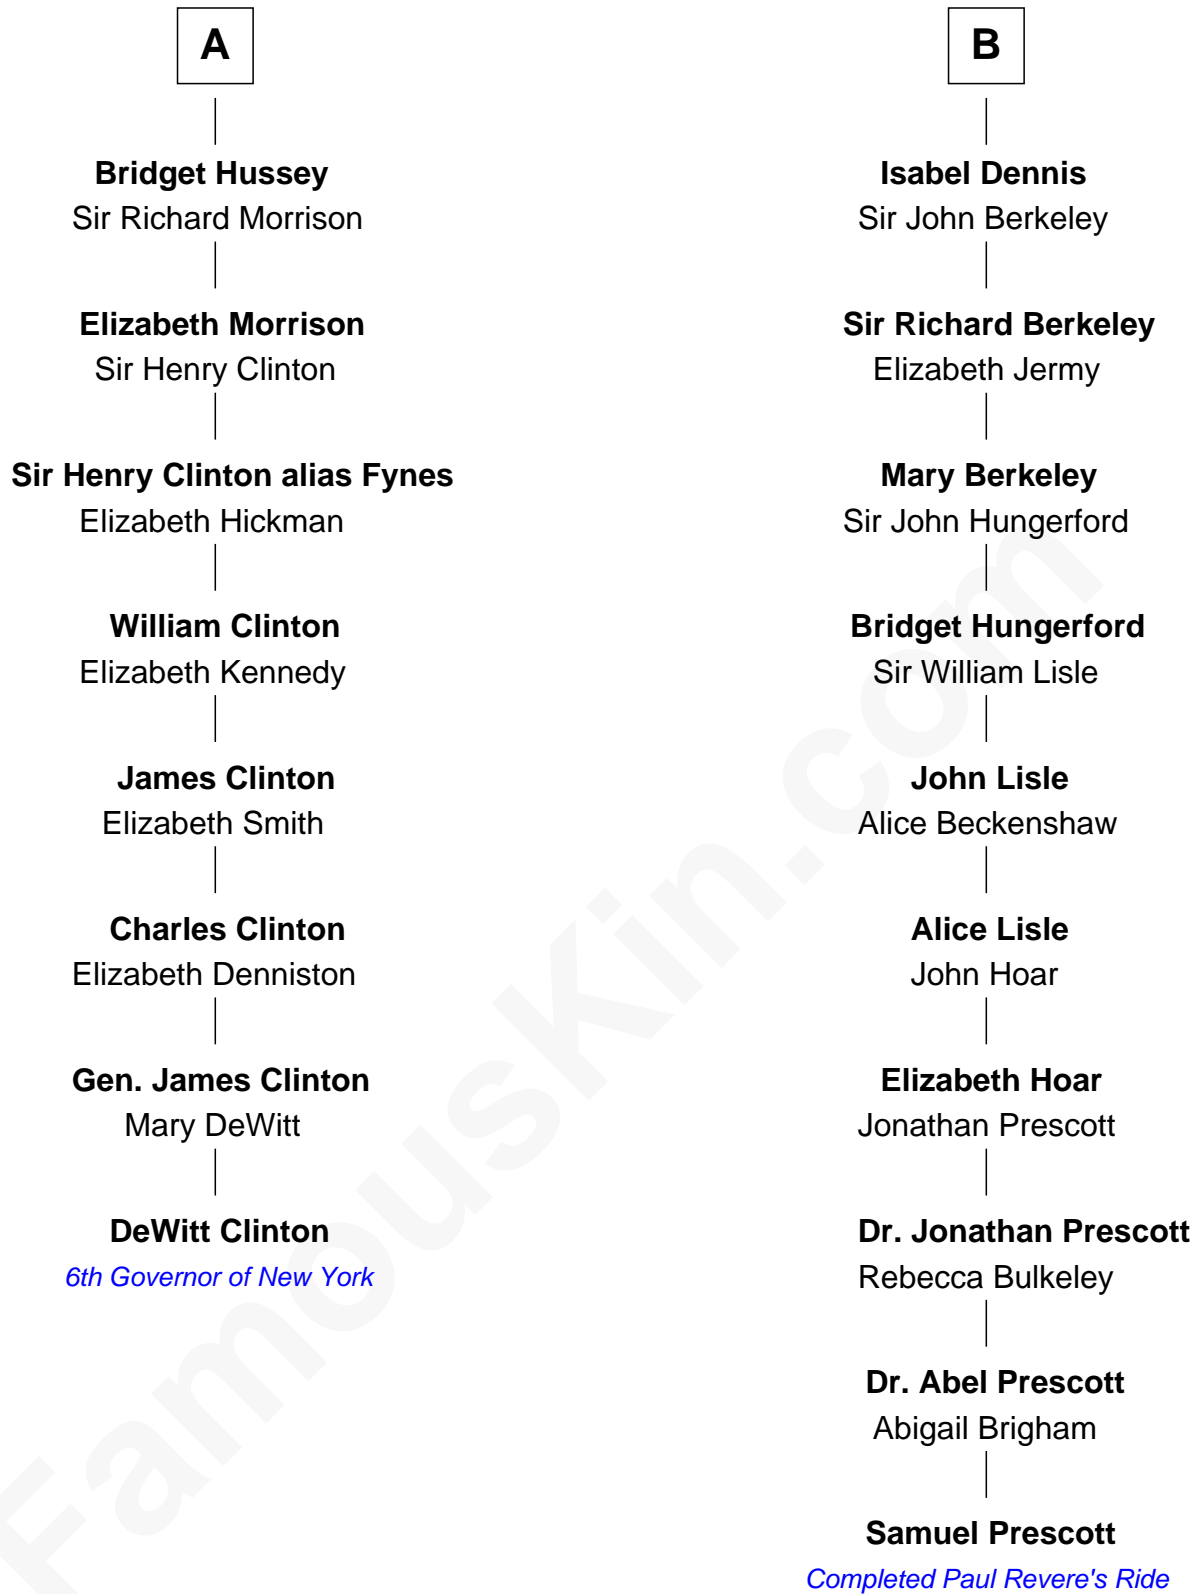 A
Bridget Hussey
Sir Richard Morrison
Elizabeth Morrison
Sir Henry Clinton
Sir Henry Clinton alias Fynes
Elizabeth Hickman
William Clinton
Elizabeth Kennedy
James Clinton
Elizabeth Smith
Charles Clinton
Elizabeth Denniston
Gen. James Clinton
Mary DeWitt
DeWitt Clinton
6th Governor of New York
B
Isabel Dennis
Sir John Berkeley
Sir Richard Berkeley
Elizabeth Jermy
Mary Berkeley
Sir John Hungerford
Bridget Hungerford
Sir William Lisle
John Lisle
Alice Beckenshaw
Alice Lisle
John Hoar
Elizabeth Hoar
Jonathan Prescott
Dr. Jonathan Prescott
Rebecca Bulkeley
Dr. Abel Prescott
Abigail Brigham
Samuel Prescott
Completed Paul Revere's Ride
FamousKin.com